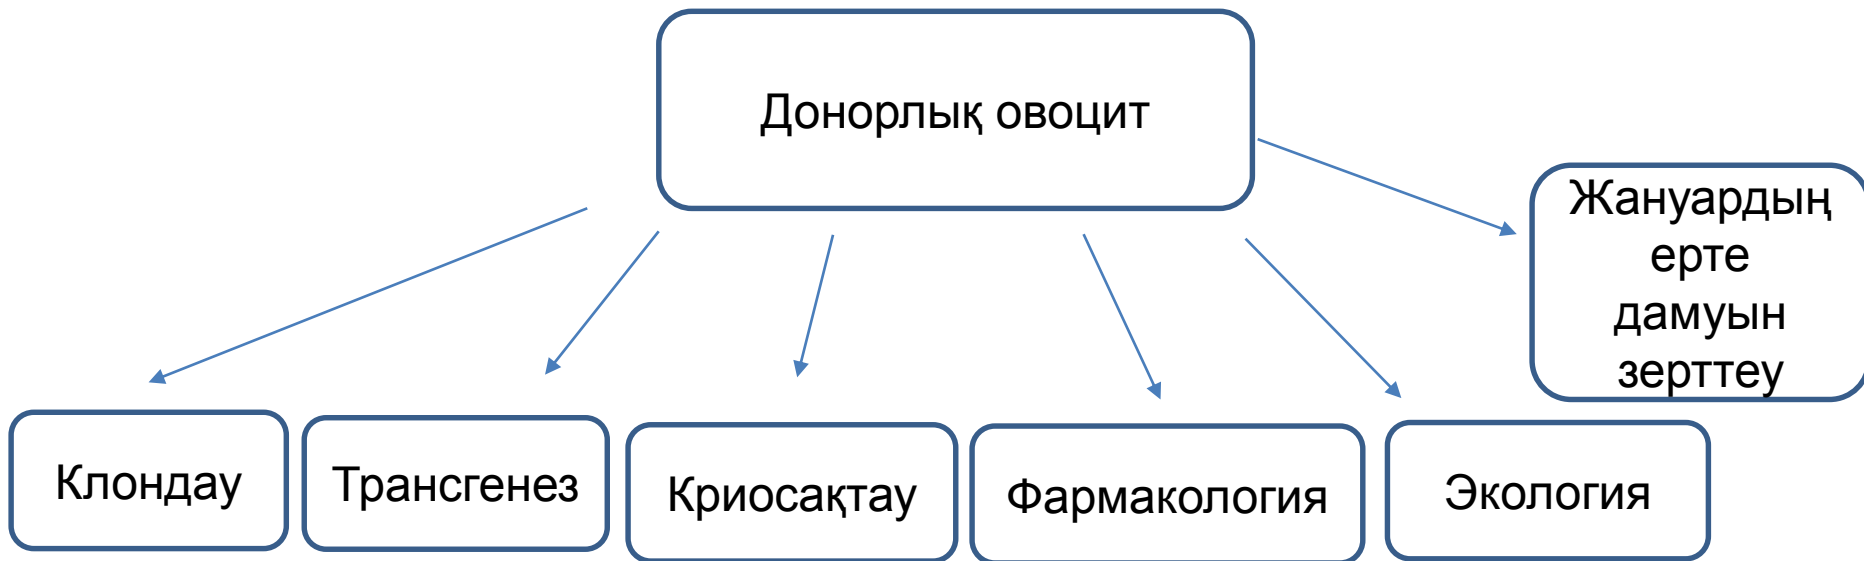 Донорлық овоцит
Жануардың
ерте
дамуын
зерттеу
Клондау
Трансгенез
Криосақтау
Фармакология
Экология